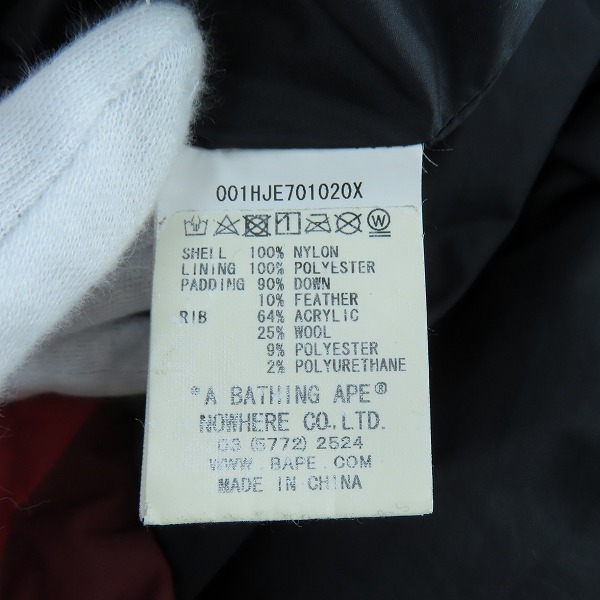 001HJE701020X
SHELL 100% NYLON
LINING 100% POLYESTER
PADDING 90% DOWN
10% FEATHER
RIB 64% ACRYLIC
25% WOOL
9% POLYESTER
2% POLYURETHANE
"A BATHING APE®
NOWHERE CO., LTD.
03 (5772) 2524
WWW.BAPE.COM
MADE IN CHINA